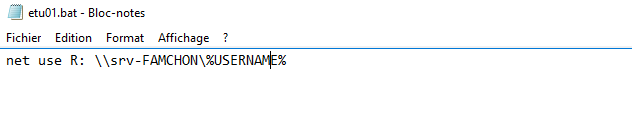 etu01.bat - Bloc-notes
Fichier Edition Format Affichage ?
net use R: \\srv-FAMCHON\%USERNAME%